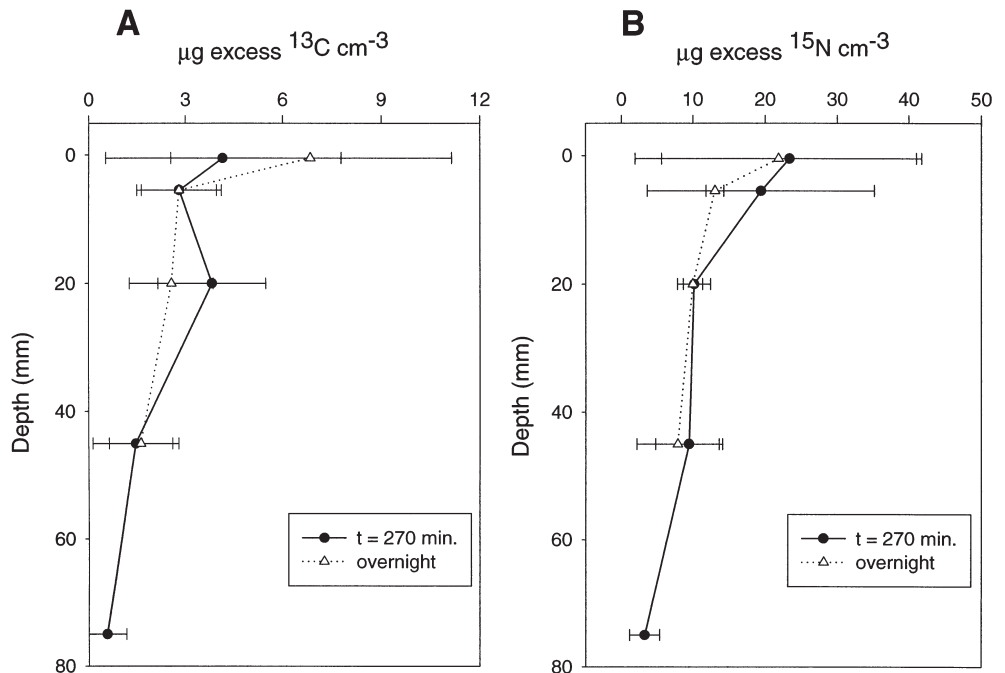 A
µg excess ¹³C cm⁻³
0 3 6 9 12
0
20
40
60
80
Depth (mm)
t = 270 min.
overnight
B
µg excess ¹⁵N cm⁻³
0 10 20 30 40 50
0
20
40
60
80
Depth (mm)
t = 270 min.
overnight